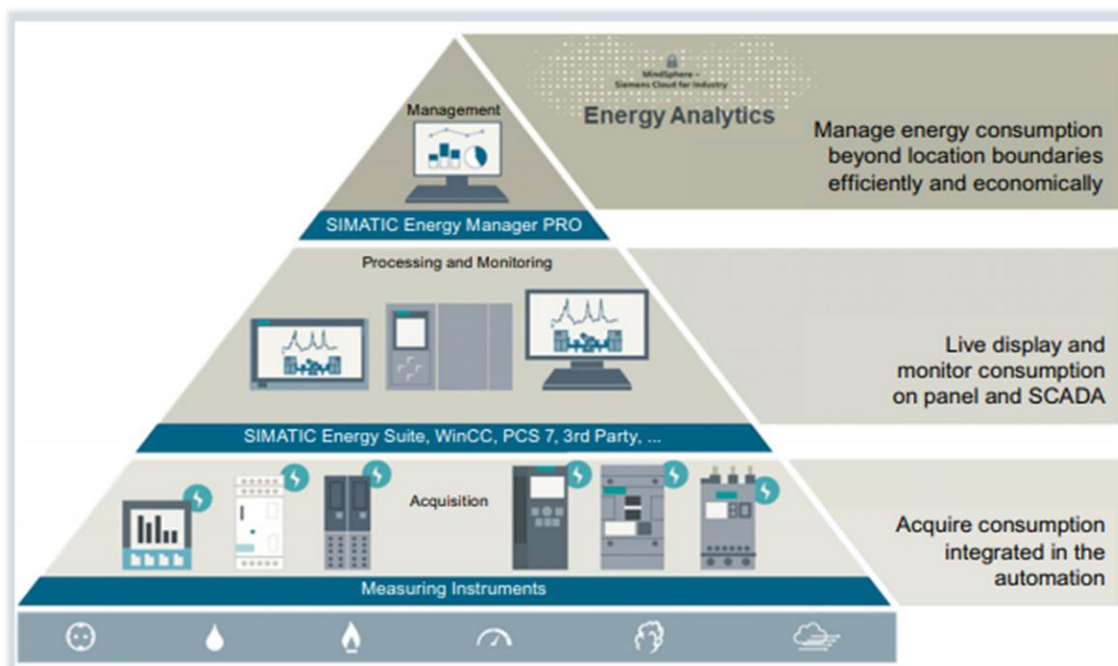 MindSphere –
Siemens Cloud for Industry
Energy Analytics
Management
Manage energy consumption
beyond location boundaries
efficiently and economically
SIMATIC Energy Manager PRO
Processing and Monitoring
Live display and
monitor consumption
on panel and SCADA
SIMATIC Energy Suite, WinCC, PCS 7, 3rd Party, ...
Acquisition
Acquire consumption
integrated in the
automation
Measuring Instruments